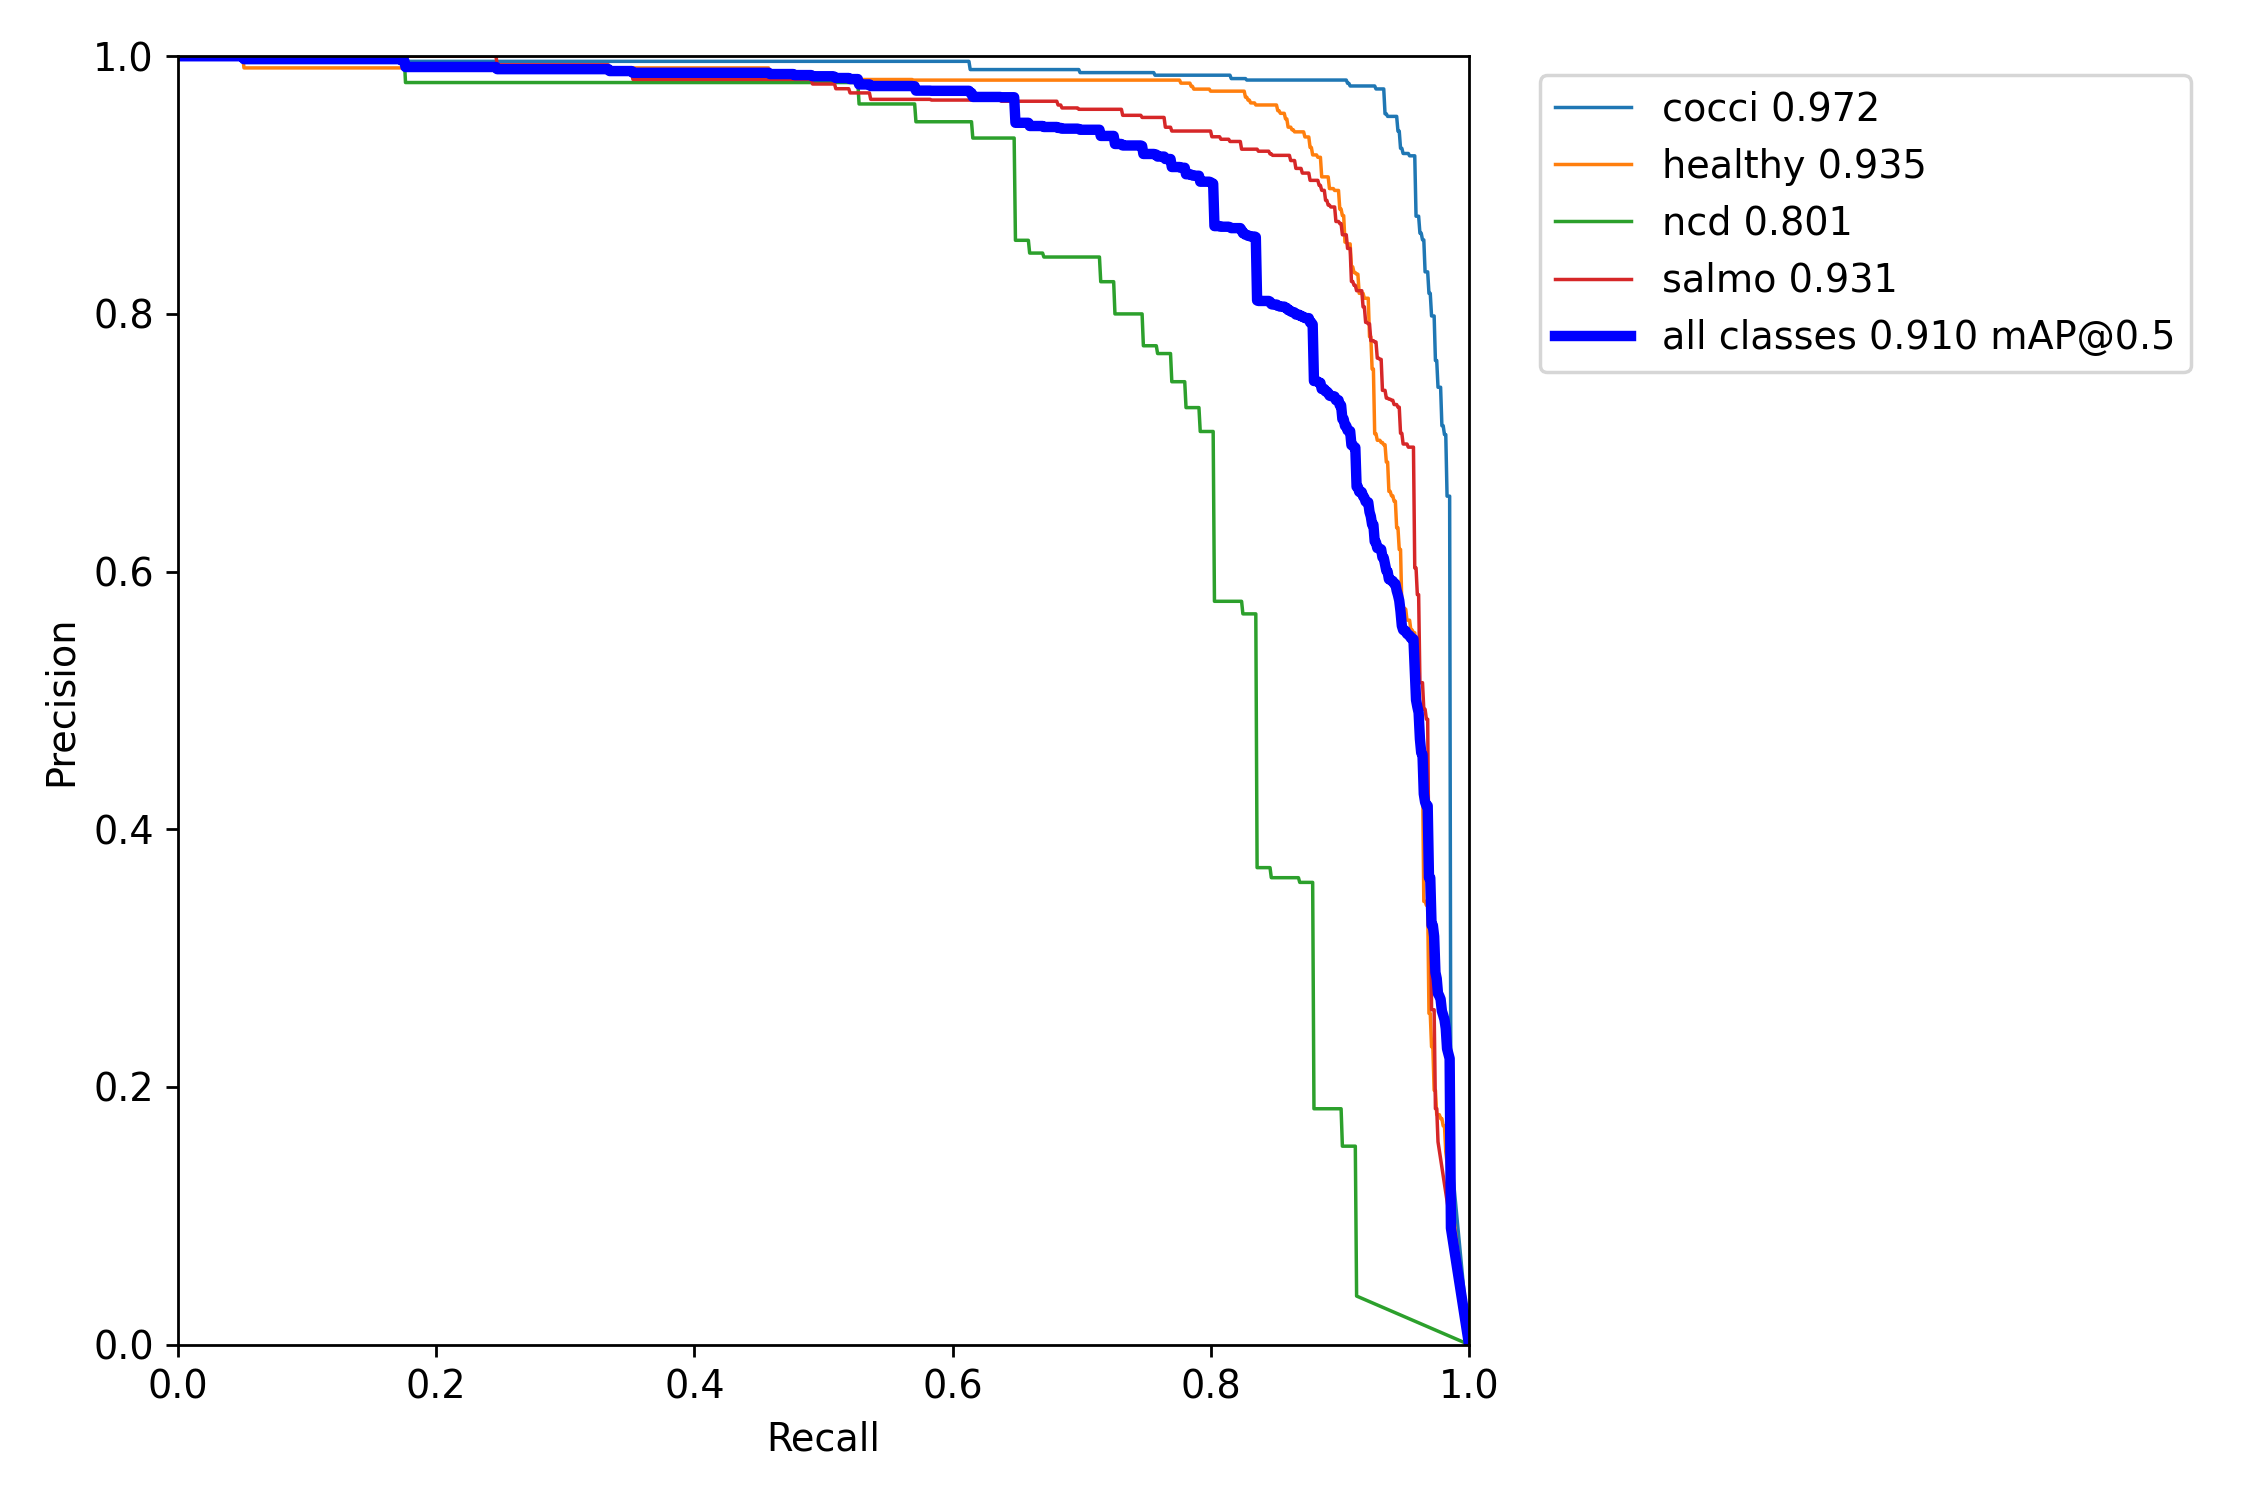 1.0
0.8
0.6
0.4
0.2
0.0
0.0 0.2 0.4 0.6 0.8 1.0
Precision
Recall
cocci 0.972
healthy 0.935
ncd 0.801
salmo 0.931
all classes 0.910 mAP@0.5